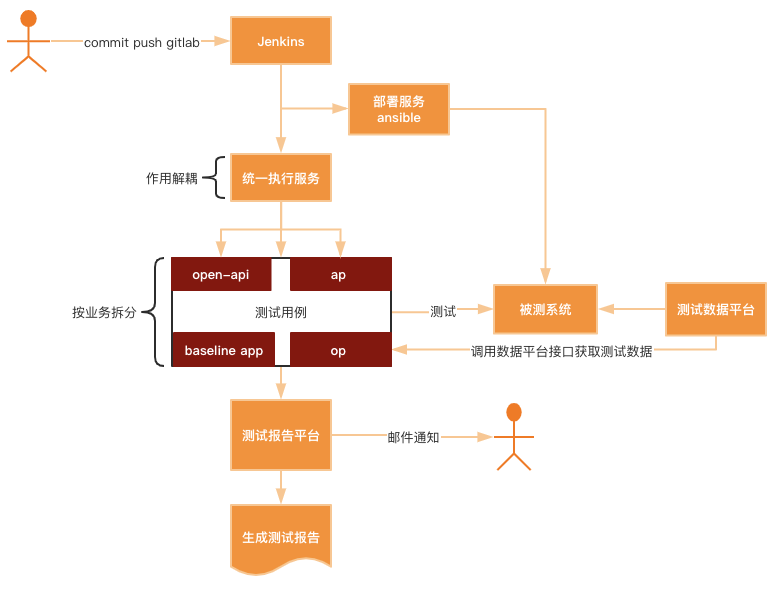 commit push gitlab
Jenkins
部署服务
ansible
作用解耦
统一执行服务
open-api
ap
按业务拆分
测试用例
测试
被测系统
测试数据平台
baseline app
op
调用数据平台接口获取测试数据
测试报告平台
邮件通知
生成测试报告